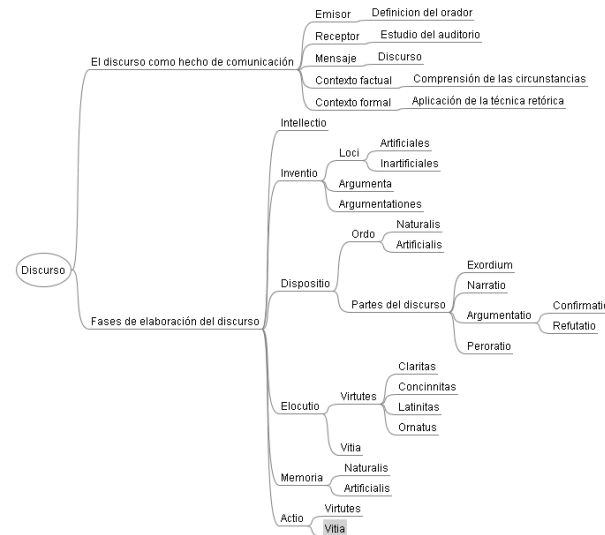 Discurso
El discurso como hecho de comunicación
Emisor
Definicion del orador
Receptor
Estudio del auditorio
Mensaje
Discurso
Contexto factual
Comprensión de las circunstancias
Contexto formal
Aplicación de la técnica retórica
Fases de elaboración del discurso
Intellectio
Inventio
Loci
Artificiales
Inartificiales
Argumenta
Argumentationes
Dispositio
Ordo
Naturalis
Artificialis
Partes del discurso
Exordium
Narratio
Argumentatio
Confirmatio
Refutatio
Peroratio
Elocutio
Virtutes
Claritas
Concinnitas
Latinitas
Ornatus
Vitia
Memoria
Naturalis
Artificialis
Actio
Virtutes
Vitia